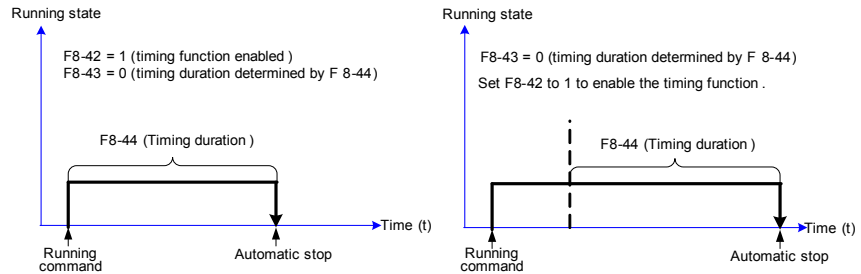 Running state
F8-42 = 1 (timing function enabled )
F8-43 = 0 (timing duration determined by F 8-44)
F8-44 (Timing duration )
Time (t)
Running
command
Automatic stop
Running state
F8-43 = 0 (timing duration determined by F 8-44)
Set F8-42 to 1 to enable the timing function .
F8-44 (Timing duration )
Time (t)
Running
command
Automatic stop